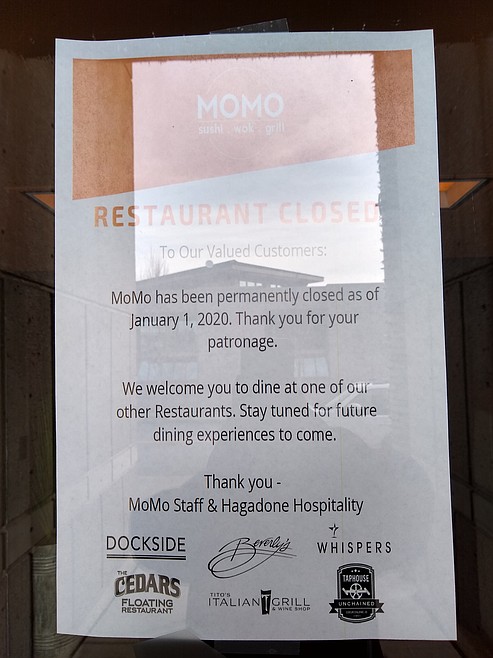 MOMO
sushi . wok . grill
RESTAURANT CLOSED
To Our Valued Customers:
MoMo has been permanently closed as of
January 1, 2020. Thank you for your
patronage.
We welcome you to dine at one of our
other Restaurants. Stay tuned for future
dining experiences to come.
Thank you -
MoMo Staff & Hagadone Hospitality
DOCKSIDE
Beverly's
WHISPERS
THE
CEDARS
FLOATING
RESTAURANT
TITO'S
ITALIAN GRILL
& WINE SHOP
TAPHOUSE
UNCHAINED